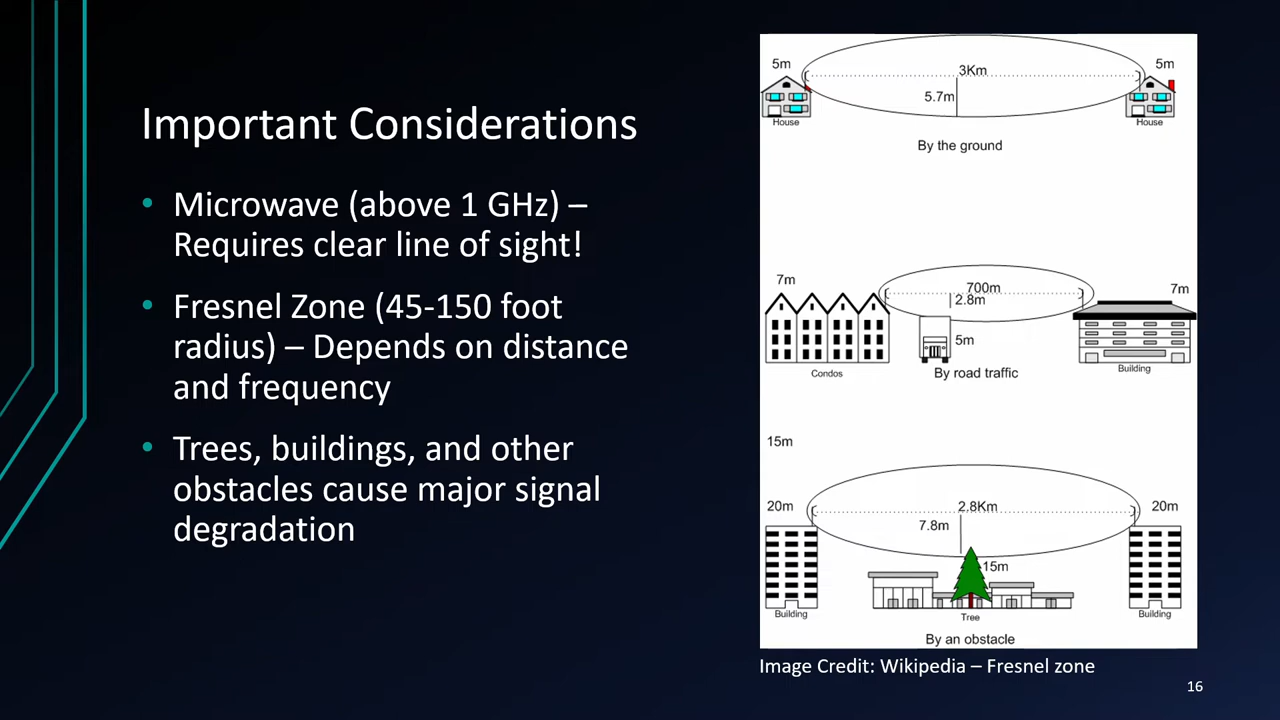 Important Considerations
• Microwave (above 1 GHz) –
Requires clear line of sight!
• Fresnel Zone (45-150 foot
radius) – Depends on distance
and frequency
• Trees, buildings, and other
obstacles cause major signal
degradation
5m
3Km
5m
5.7m
House
House
By the ground
7m
700m
7m
2.8m
5m
Condos
By road traffic
Building
15m
20m
2.8Km
20m
7.8m
15m
Building
Tree
Building
By an obstacle
Image Credit: Wikipedia – Fresnel zone
16